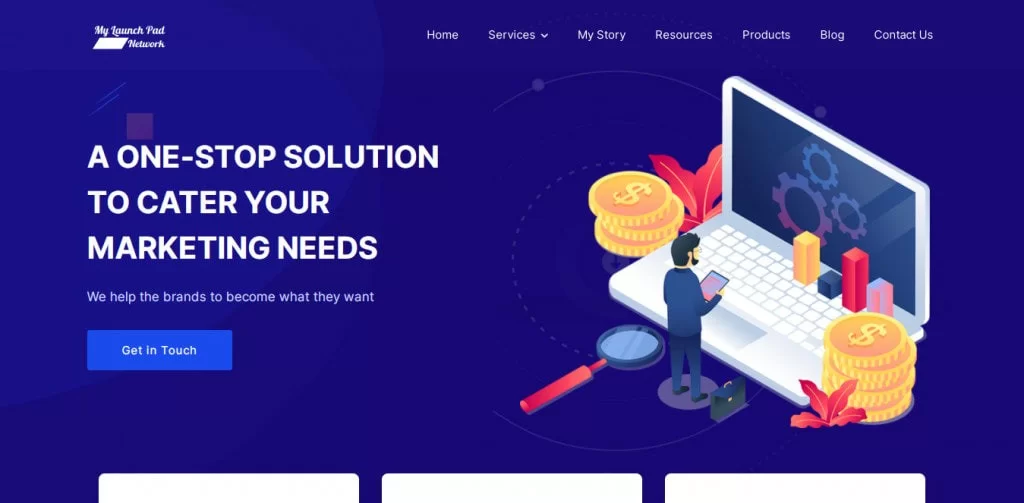 My Launch Pad
Network
Home Services My Story Resources Products Blog Contact Us
A ONE-STOP SOLUTION
TO CATER YOUR
MARKETING NEEDS
We help the brands to become what they want
Get in Touch